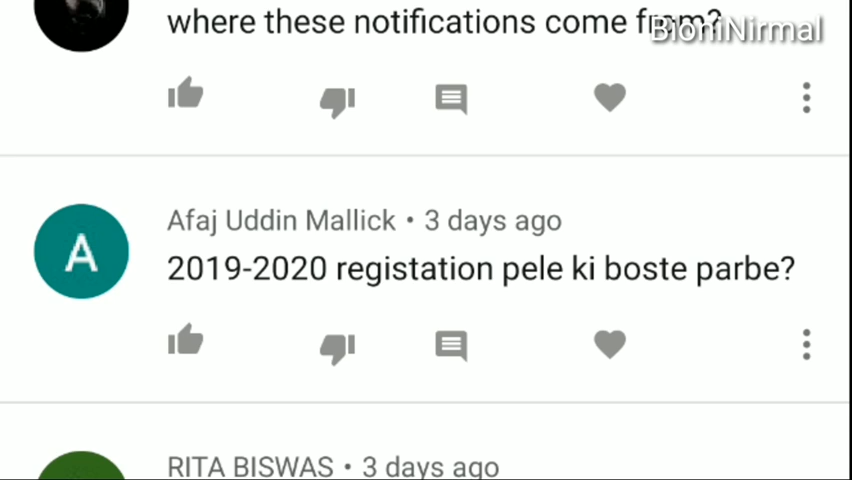 where these notifications come from?
BioniNirmal
A
Afaj Uddin Mallick • 3 days ago
2019-2020 registation pele ki boste parbe?
RITA BISWAS • 3 days ago